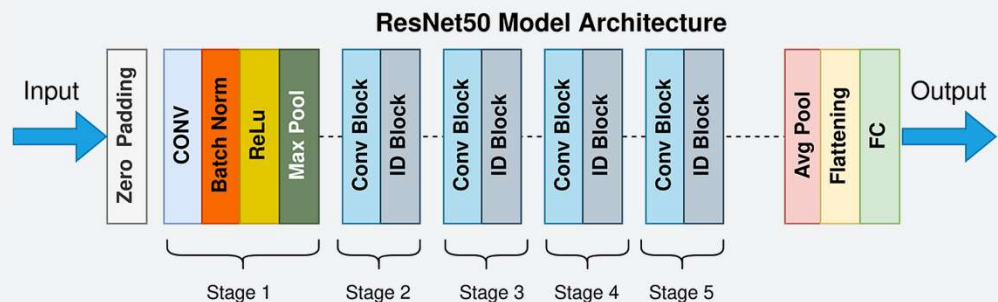 ResNet50 Model Architecture
Input
Zero Padding
CONV
Batch Norm
ReLu
Max Pool
Conv Block
ID Block
Conv Block
ID Block
Conv Block
ID Block
Conv Block
ID Block
Avg Pool
Flattening
FC
Output
Stage 1
Stage 2
Stage 3
Stage 4
Stage 5